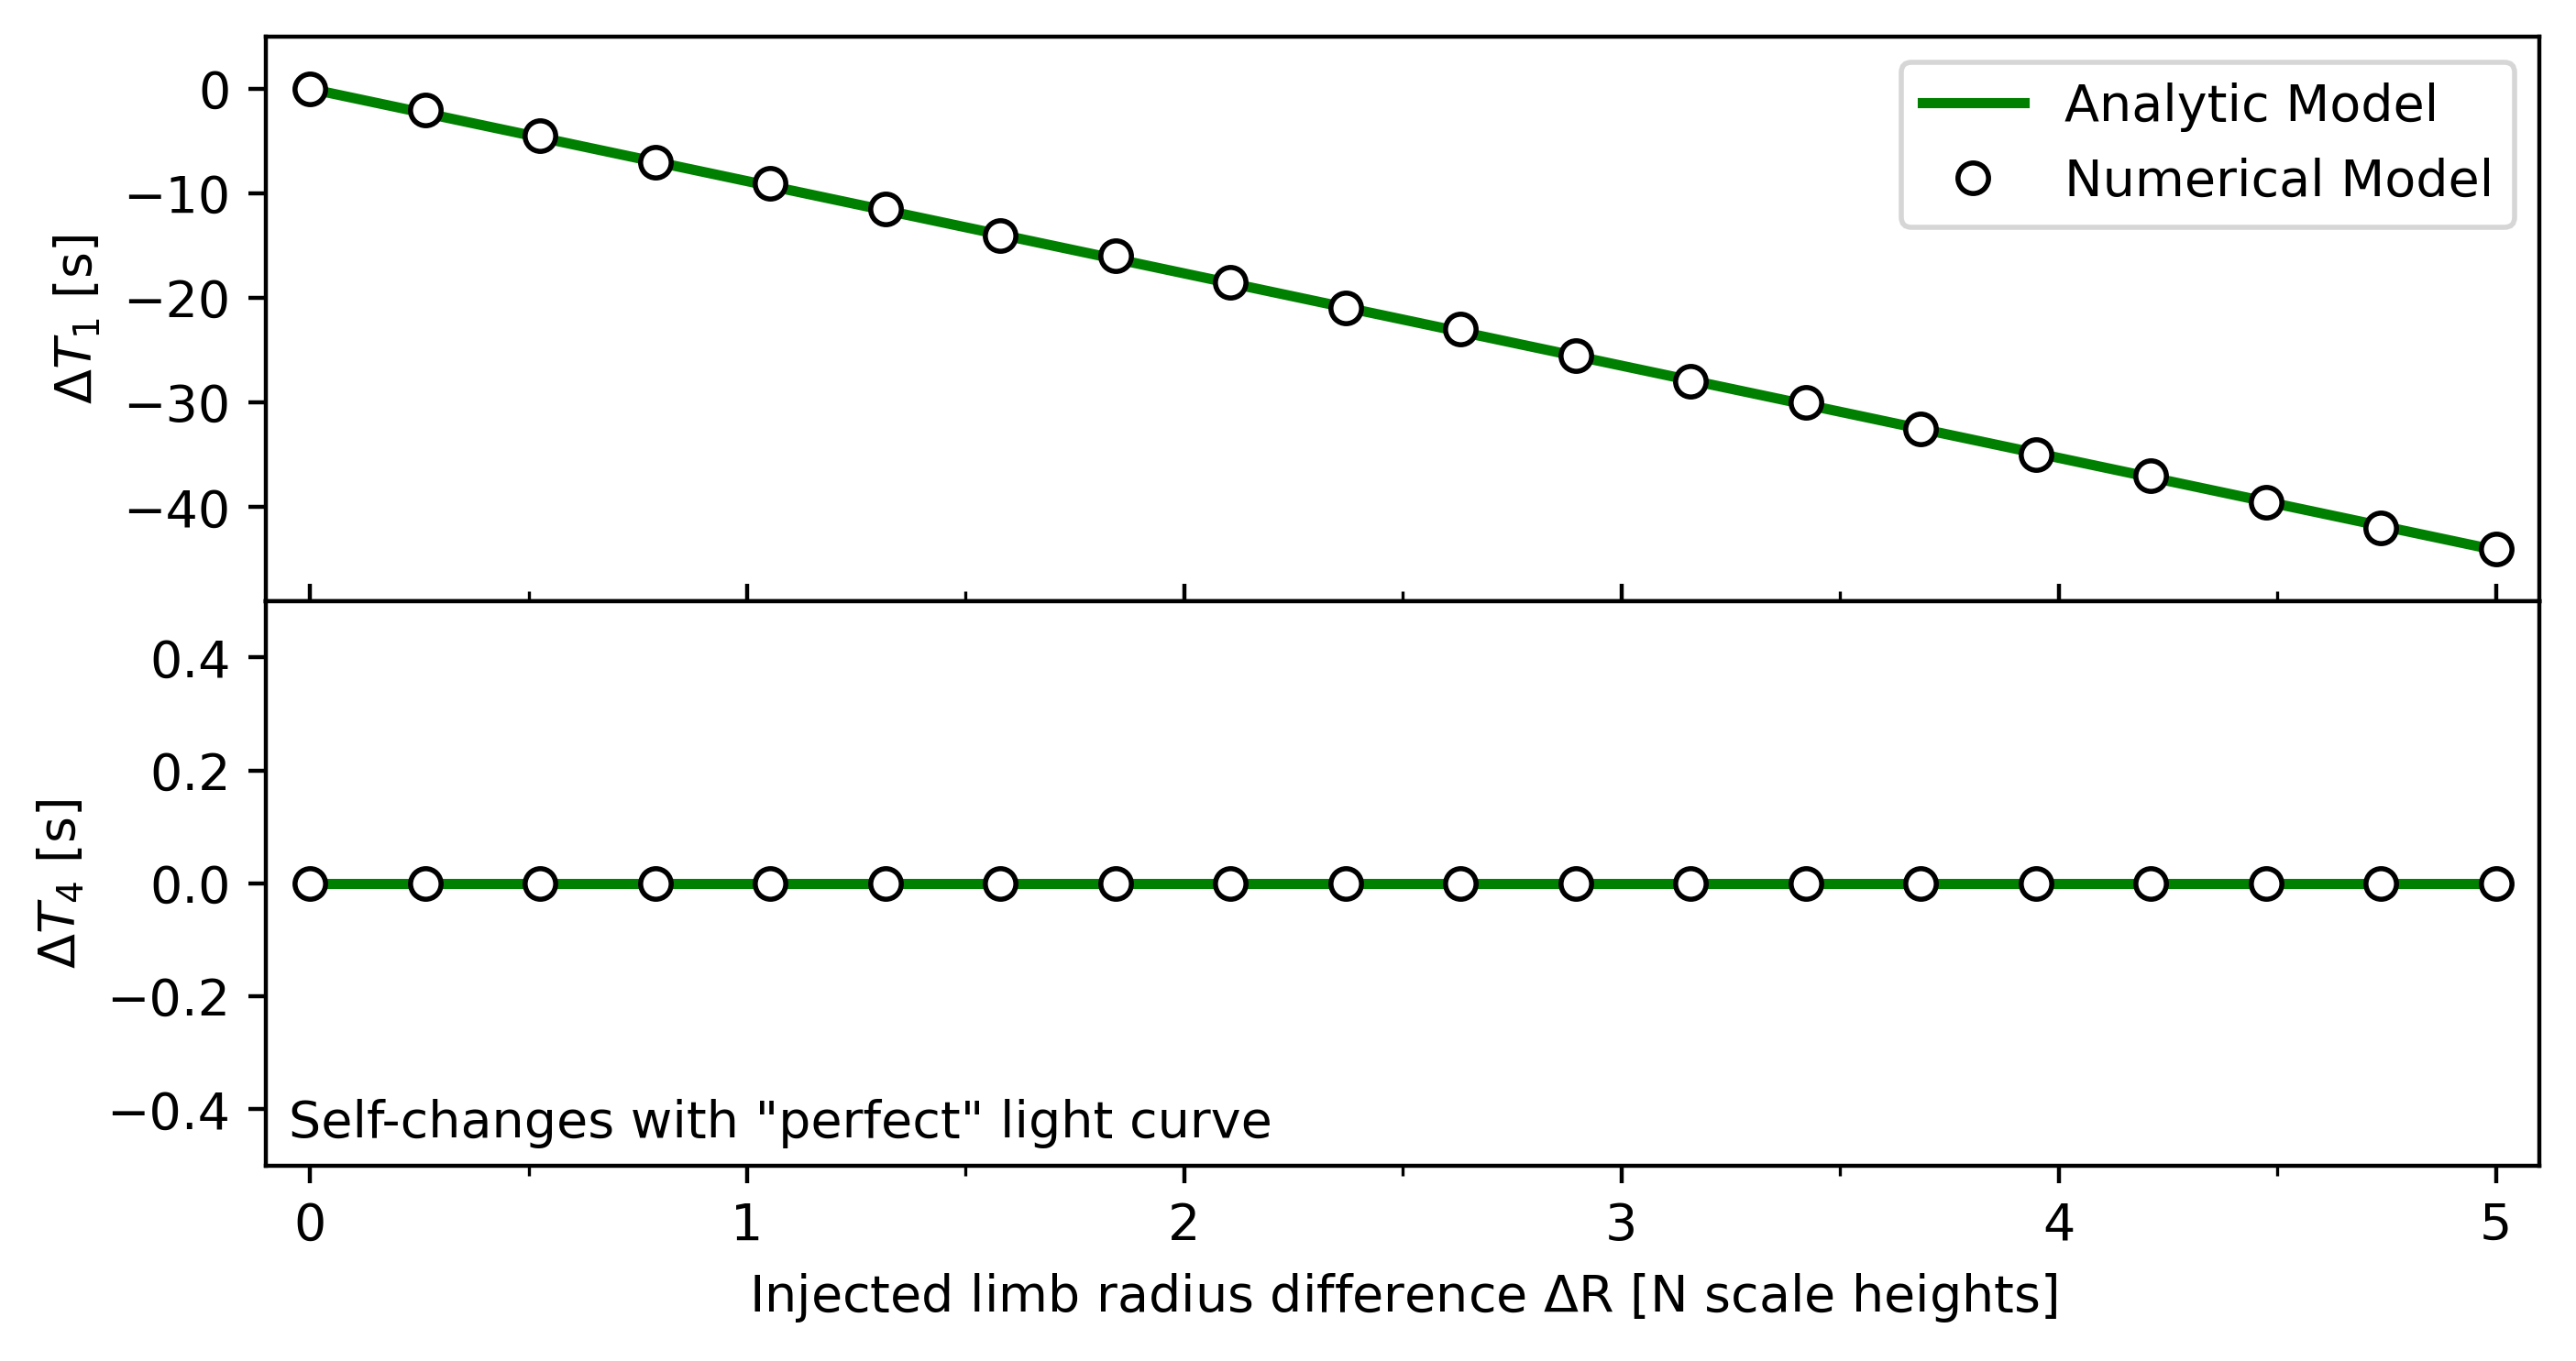 0
−10
−20
−30
−40
ΔT₁ [s]
Analytic Model
Numerical Model
0.4
0.2
0.0
−0.2
−0.4
ΔT₄ [s]
Self-changes with "perfect" light curve
0 1 2 3 4 5
Injected limb radius difference ΔR [N scale heights]